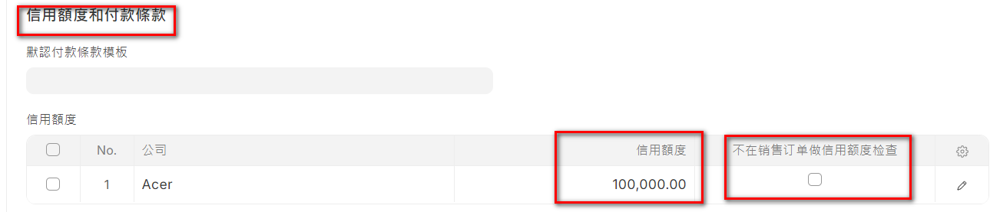 信用額度和付款條款
默認付款條款模板
信用額度
No. 公司 信用額度 不在销售订单做信用额度检查
1 Acer 100,000.00